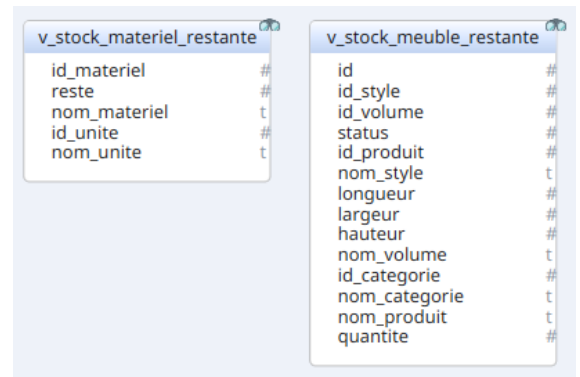 v_stock_materiel_restante
id_materiel #
reste #
nom_materiel t
id_unite #
nom_unite t
v_stock_meuble_restante
id #
id_style #
id_volume #
status #
id_produit #
nom_style t
longueur #
largeur #
hauteur #
nom_volume t
id_categorie #
nom_categorie t
nom_produit t
quantite #